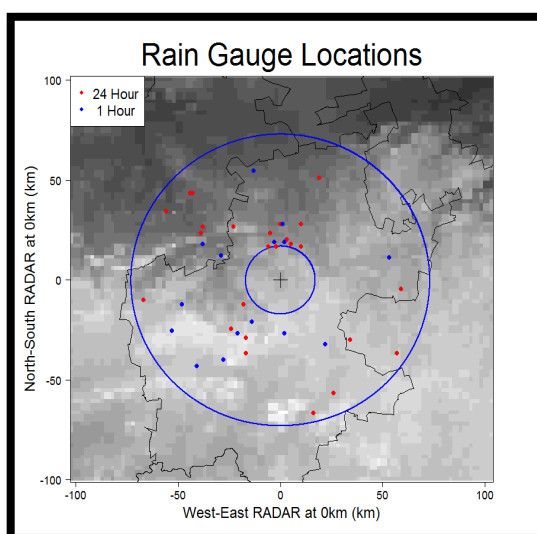 Rain Gauge Locations
24 Hour
1 Hour
North-South RADAR at 0km (km)
100
50
0
-50
-100
-100
-50
0
50
100
West-East RADAR at 0km (km)